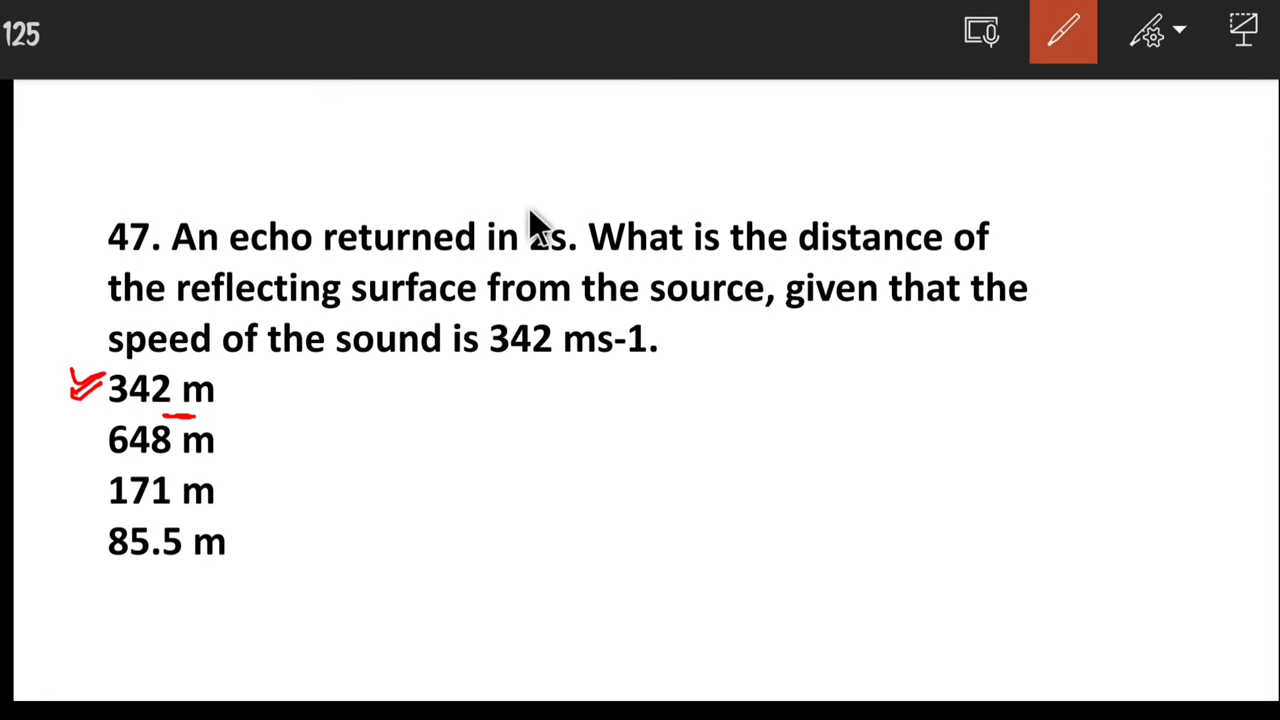 125
47. An echo returned in 2s. What is the distance of
the reflecting surface from the source, given that the
speed of the sound is 342 ms-1.
342 m
648 m
171 m
85.5 m